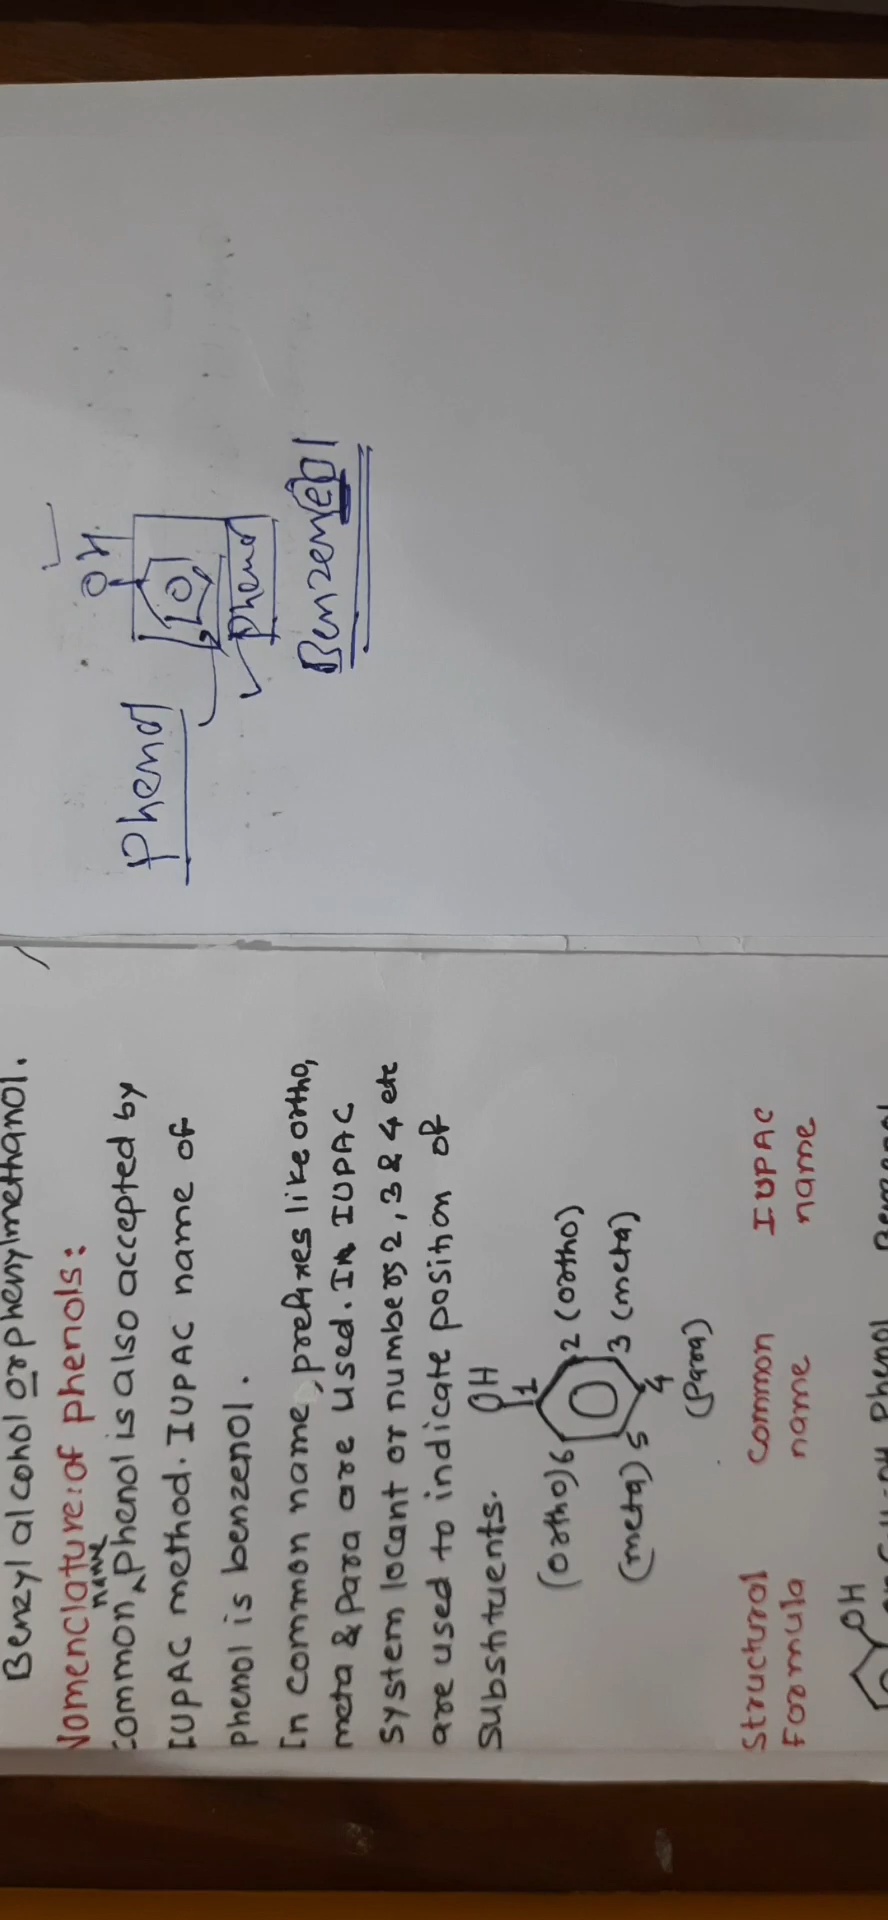 Benzyl alcohol or phenylmethanol.
Nomenclature: of phenols:
common name Phenol is also accepted by
IUPAC method. IUPAC name of
phenol is benzenol.
In common name, prefixes like ortho,
meta & para are used. In IUPAC
system locant or numbers 2, 3 & 4 etc
are used to indicate position of
substituents.
OH
1
(ortho) 6
2 (ortho)
(meta) 5
3 (meta)
4
(para)
Structural Common IUPAC
Formula name name
OH
Phenol
OH
Phenol
Phenol
Benzenol